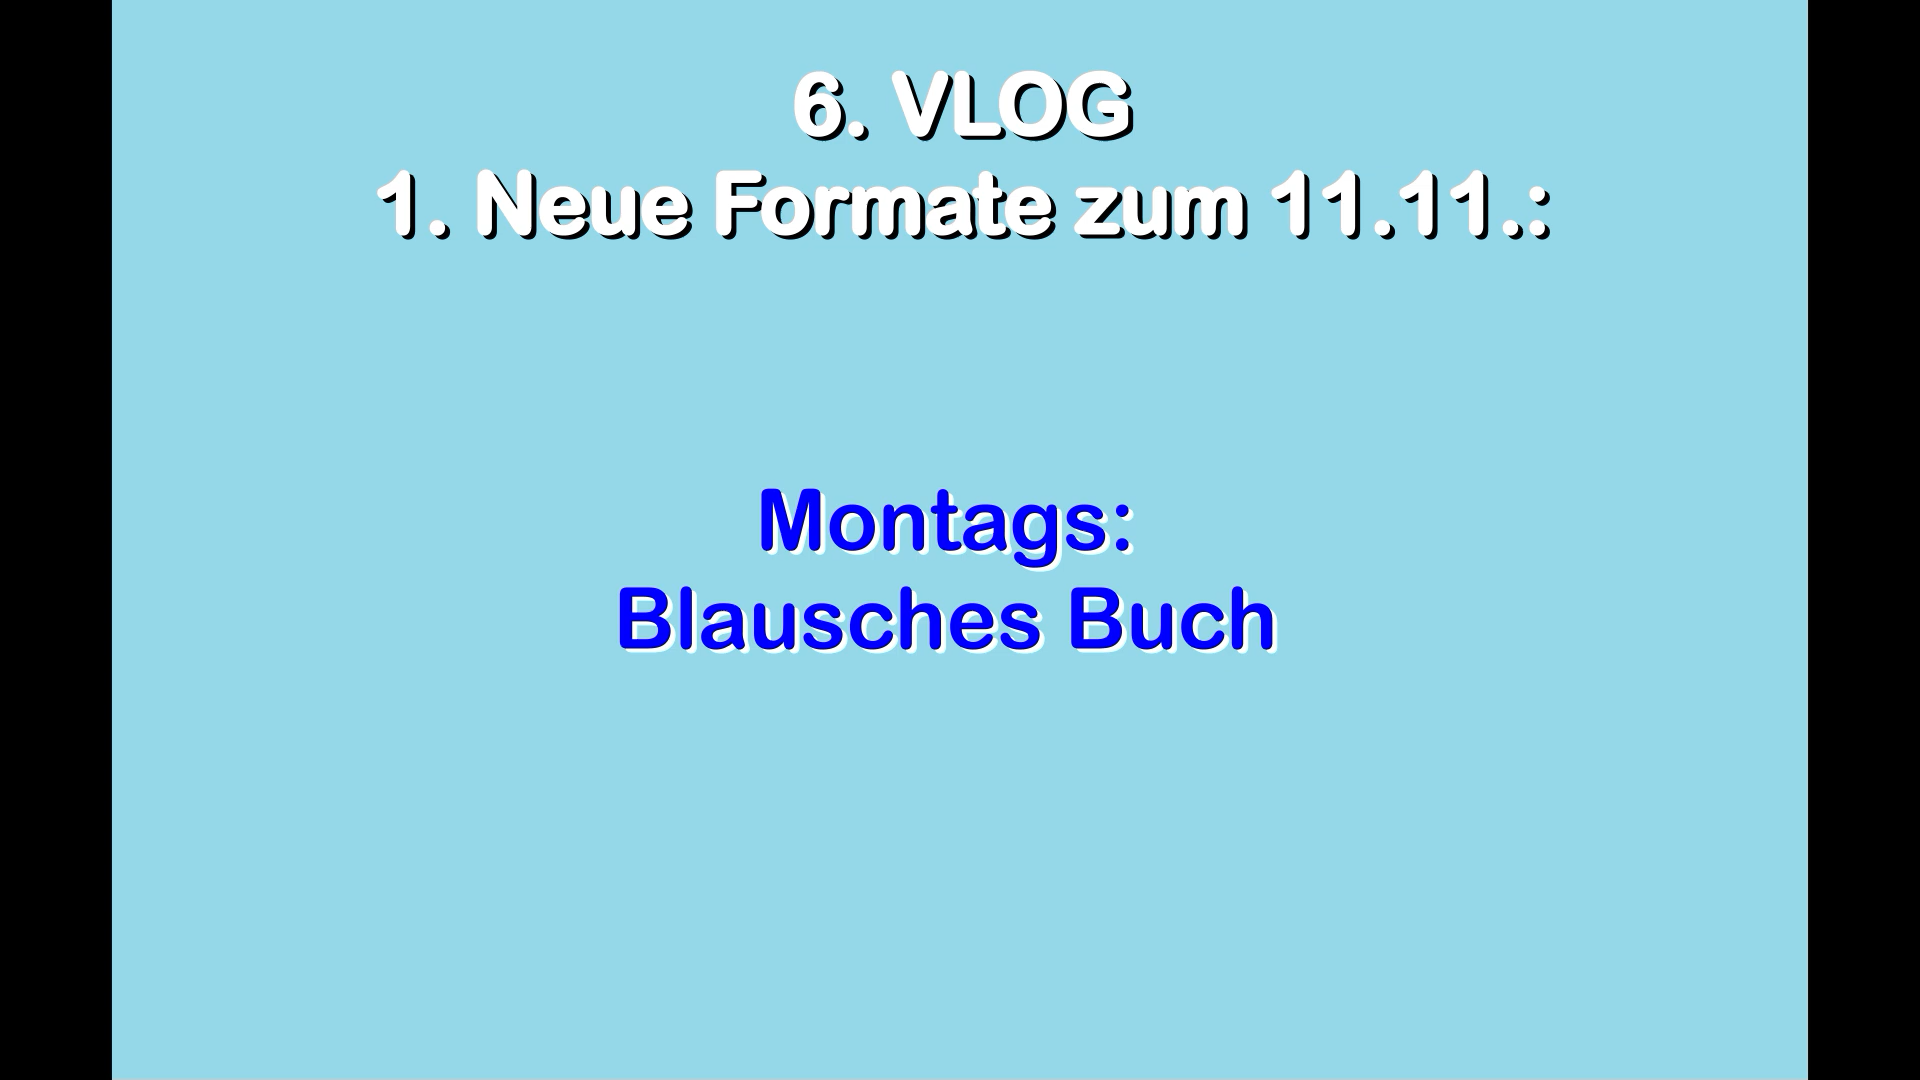 6. VLOG
1. Neue Formate zum 11.11.:
Montags:
Blausches Buch